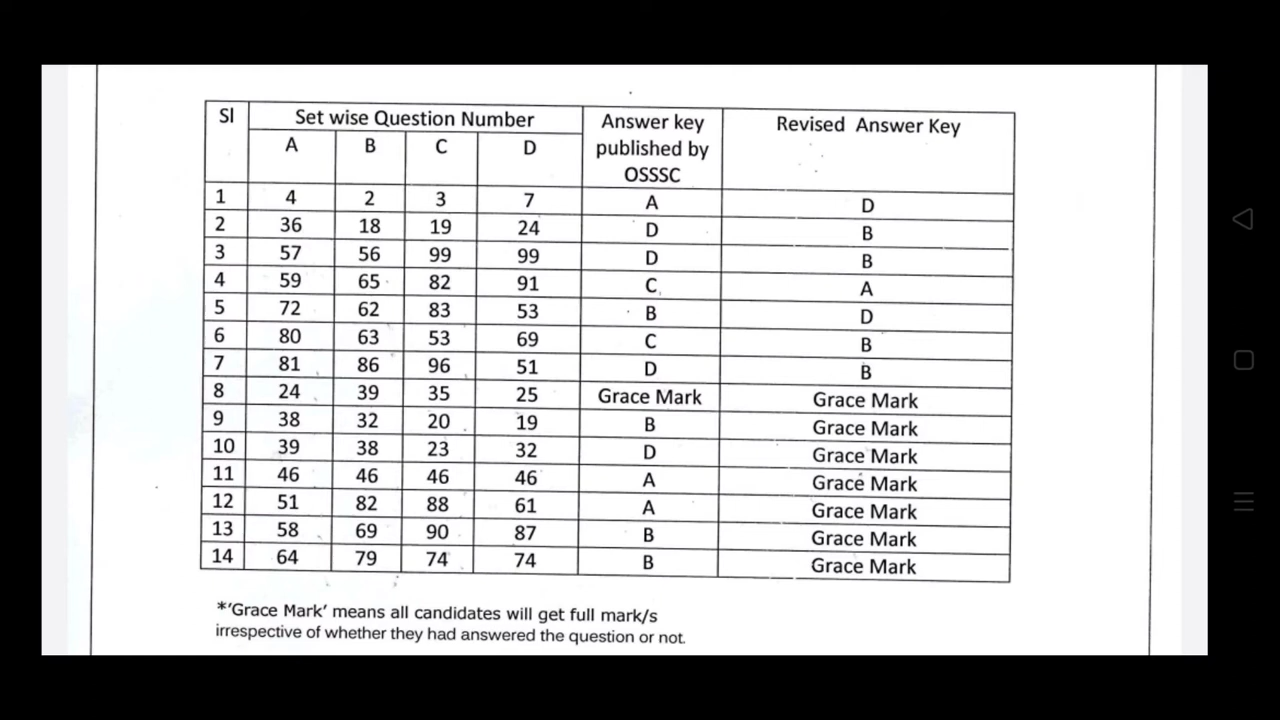 Sl Set wise Question Number Answer key published by OSSSC Revised Answer Key
A B C D
1 4 2 3 7 A D
2 36 18 19 24 D B
3 57 56 99 99 D B
4 59 65 82 91 C A
5 72 62 83 53 B D
6 80 63 53 69 C B
7 81 86 96 51 D B
8 24 39 35 25 Grace Mark Grace Mark
9 38 32 20 19 B Grace Mark
10 39 38 23 32 D Grace Mark
11 46 46 46 46 A Grace Mark
12 51 82 88 61 A Grace Mark
13 58 69 90 87 B Grace Mark
14 64 79 74 74 B Grace Mark
*'Grace Mark' means all candidates will get full mark/s
irrespective of whether they had answered the question or not.